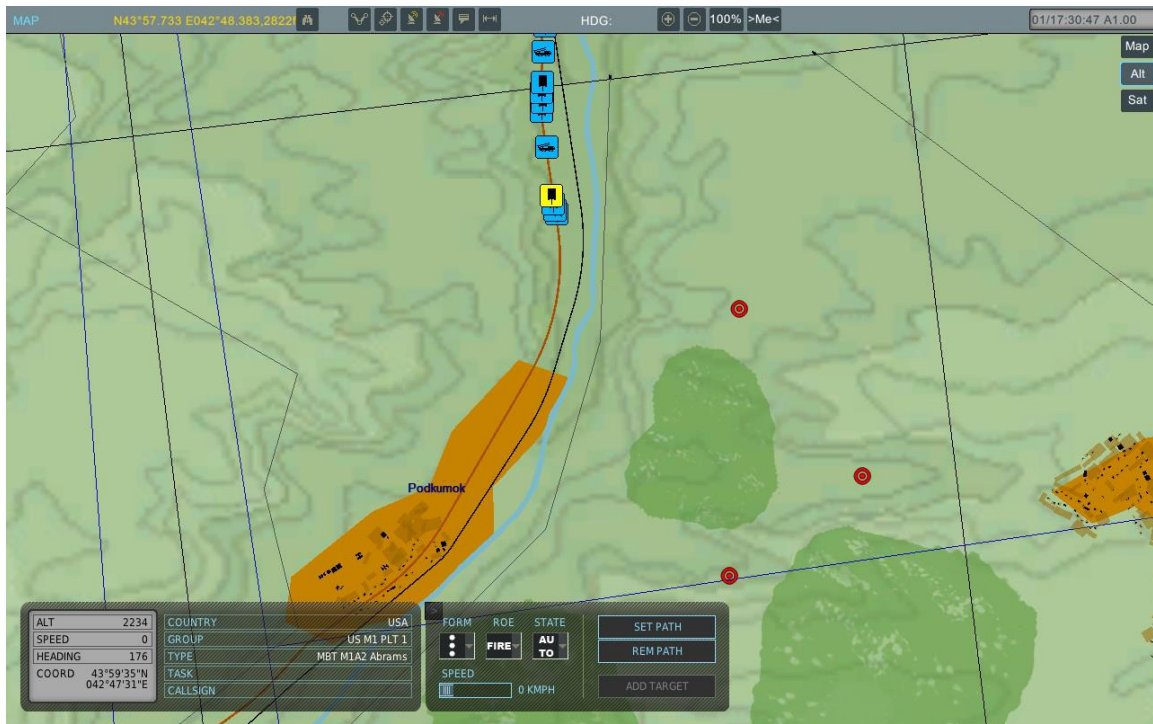 MAP N43°57.733 E042°48.383,2822f HDG: 100% >Me< 01/17:30:47 A1.00
Map
Alt
Sat
Podkumok
ALT 2234
SPEED 0
HEADING 176
COORD 43°59'35"N
042°47'31"E
COUNTRY USA
GROUP US M1 PLT 1
TYPE MBT M1A2 Abrams
TASK
CALLSIGN
>
FORM ROE STATE
FIRE AU
TO
SPEED
0 KMPH
SET PATH
REM PATH
ADD TARGET